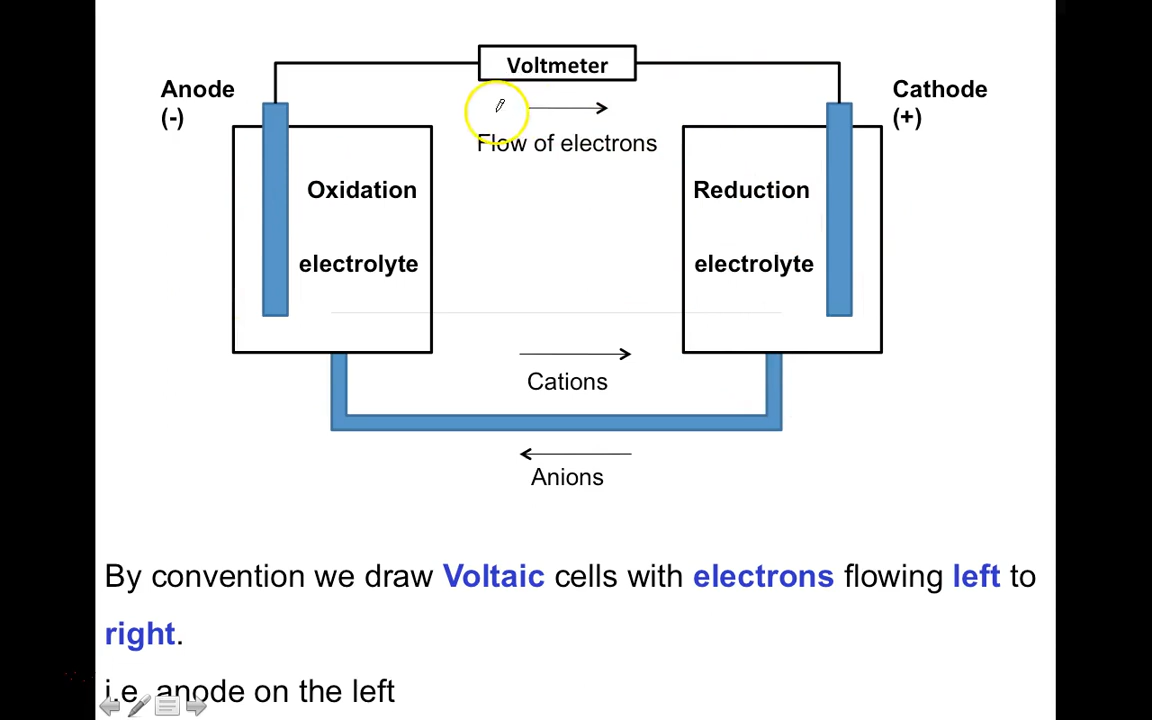 Voltmeter
Anode
(-)
Cathode
(+)
Flow of electrons
Oxidation
Reduction
electrolyte
electrolyte
Cations
Anions
By convention we draw Voltaic cells with electrons flowing left to
right.
i.e. anode on the left